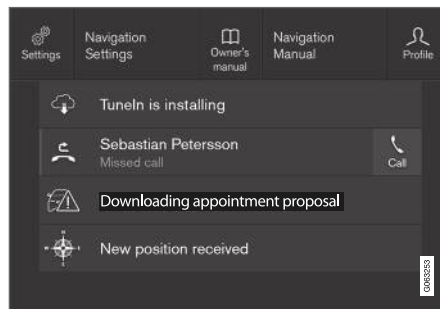 Settings
Navigation
Settings
Owner's
manual
Navigation
Manual
Profile
TuneIn is installing
Sebastian Petersson
Missed call
Call
Downloading appointment proposal
N
New position received
G063253